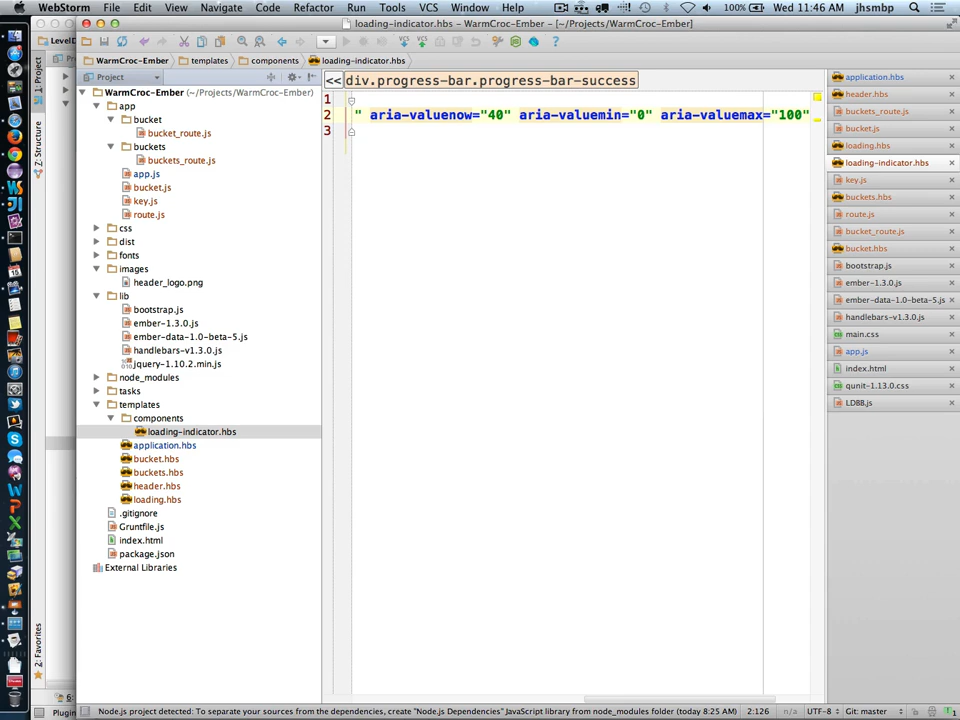 WebStorm File Edit View Navigate Code Refactor Run Tools VCS Window Help 100% Wed 11:46 AM jhsmbp
loading-indicator.hbs - WarmCroc-Ember - [~/Projects/WarmCroc-Ember]
LevelD
WarmCroc-Ember templates components loading-indicator.hbs
Project
<< div.progress-bar.progress-bar-success
1
2 " aria-valuenow="40" aria-valuemin="0" aria-valuemax="100"
3
1: Project
Z: Structure
2: Favorites
WarmCroc-Ember (~/Projects/WarmCroc-Ember)
app
bucket
bucket_route.js
buckets
buckets_route.js
app.js
bucket.js
key.js
route.js
css
dist
fonts
images
header_logo.png
lib
bootstrap.js
ember-1.3.0.js
ember-data-1.0-beta-5.js
handlebars-v1.3.0.js
jquery-1.10.2.min.js
node_modules
tasks
templates
components
loading-indicator.hbs
application.hbs
bucket.hbs
buckets.hbs
header.hbs
loading.hbs
.gitignore
Gruntfile.js
index.html
package.json
External Libraries
application.hbs
header.hbs
buckets_route.js
bucket.js
loading.hbs
loading-indicator.hbs
key.js
buckets.hbs
route.js
bucket_route.js
bucket.hbs
bootstrap.js
ember-1.3.0.js
ember-data-1.0-beta-5.js
handlebars-v1.3.0.js
main.css
app.js
index.html
qunit-1.13.0.css
LDBB.js
6:
Plugin
Node.js project detected: To separate your sources from the dependencies, create "Node.js Dependencies" JavaScript library from node_modules folder (today 8:25 AM) 2:126 n/a UTF-8 Git: master 1